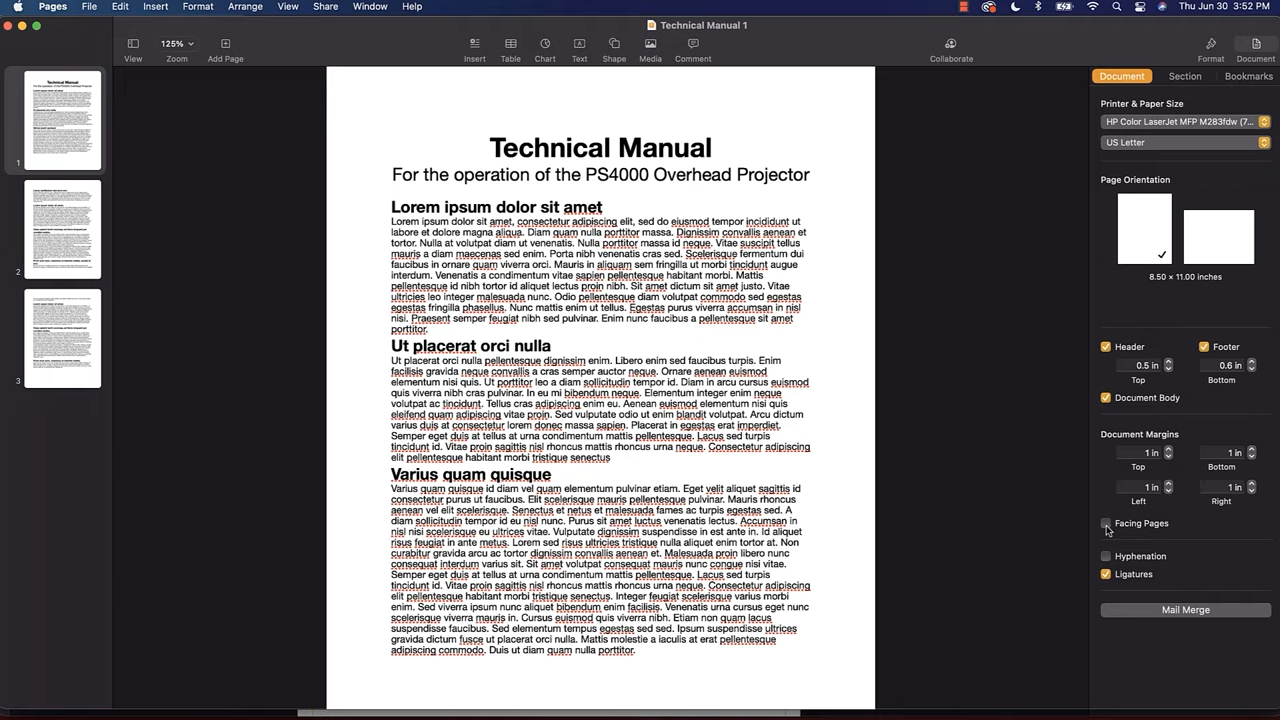 Pages File Edit Insert Format Arrange View Share Window Help Thu Jun 30 3:52 PM
Technical Manual 1
125%
View Zoom Add Page Insert Table Chart Text Shape Media Comment Collaborate Format Document
Document Section Bookmarks
Printer & Paper Size
HP Color LaserJet MFP M283fdw (7...
US Letter
Page Orientation
8.50 × 11.00 inches
Header Footer
0.5 in 0.6 in
Top Bottom
Document Body
Document Margins
1 in 1 in
Top Bottom
1 in 1 in
Left Right
Facing Pages
Hyphenation
Ligatures
Mail Merge
1
2
3
Technical Manual
For the operation of the PS4000 Overhead Projector
Lorem ipsum dolor sit amet
Lorem ipsum dolor sit amet, consectetur adipiscing elit, sed do eiusmod tempor incididunt ut
labore et dolore magna aliqua. Diam quam nulla porttitor massa. Dignissim convallis aenean et
tortor. Nulla at volutpat diam ut venenatis. Nulla porttitor massa id neque. Vitae suscipit tellus
mauris a diam maecenas sed enim. Porta nibh venenatis cras sed. Scelerisque fermentum dui
faucibus in ornare quam viverra orci. Mauris in aliquam sem fringilla ut morbi tincidunt augue
interdum. Venenatis a condimentum vitae sapien pellentesque habitant morbi. Mattis
pellentesque id nibh tortor id aliquet lectus proin nibh. Sit amet dictum sit amet justo. Vitae
ultricies leo integer malesuada nunc. Odio pellentesque diam volutpat commodo sed egestas
egestas fringilla phasellus. Nunc mattis enim ut tellus. Egestas purus viverra accumsan in nisl
nisi. Praesent semper feugiat nibh sed pulvinar. Enim nunc faucibus a pellentesque sit amet
porttitor.
Ut placerat orci nulla
Ut placerat orci nulla pellentesque dignissim enim. Libero enim sed faucibus turpis. Enim
facilisis gravida neque convallis a cras semper auctor neque. Ornare aenean euismod
elementum nisi quis. Ut porttitor leo a diam sollicitudin tempor id. Diam in arcu cursus euismod
quis viverra nibh cras pulvinar. In eu mi bibendum neque. Elementum integer enim neque
volutpat ac tincidunt. Tellus cras adipiscing enim eu. Aenean euismod elementum nisi quis
eleifend quam adipiscing vitae proin. Sed vulputate odio ut enim blandit volutpat. Arcu dictum
varius duis at consectetur lorem donec massa sapien. Placerat in egestas erat imperdiet.
Semper eget duis at tellus at urna condimentum mattis pellentesque. Lacus sed turpis
tincidunt id. Vitae proin sagittis nisl rhoncus mattis rhoncus urna neque. Consectetur adipiscing
elit pellentesque habitant morbi tristique senectus
Varius quam quisque
Varius quam quisque id diam vel quam elementum pulvinar etiam. Eget velit aliquet sagittis id
consectetur purus ut faucibus. Elit scelerisque mauris pellentesque pulvinar. Mauris rhoncus
aenean vel elit scelerisque. Senectus et netus et malesuada fames ac turpis egestas sed. A
diam sollicitudin tempor id eu nisl nunc. Purus sit amet luctus venenatis lectus. Accumsan in
nisl nisi scelerisque eu ultrices vitae. Vulputate dignissim suspendisse in est ante in. Id aliquet
risus feugiat in ante metus. Lorem sed risus ultricies tristique nulla aliquet enim tortor at. Non
curabitur gravida arcu ac tortor dignissim convallis aenean et. Malesuada proin libero nunc
consequat interdum varius sit. Sit amet volutpat consequat mauris nunc congue nisi vitae.
Semper eget duis at tellus at urna condimentum mattis pellentesque. Lacus sed turpis
tincidunt id. Vitae proin sagittis nisl rhoncus mattis rhoncus urna neque. Consectetur adipiscing
elit pellentesque habitant morbi tristique senectus. Integer feugiat scelerisque varius morbi
enim. Sed viverra ipsum nunc aliquet bibendum enim facilisis. Venenatis urna cursus eget nunc
scelerisque viverra mauris in. Cursus euismod quis viverra nibh. Etiam non quam lacus
suspendisse faucibus. Sed elementum tempus egestas sed sed. Ipsum suspendisse ultrices
gravida dictum fusce ut placerat orci nulla. Mattis molestie a iaculis at erat pellentesque
adipiscing commodo. Duis ut diam quam nulla porttitor.